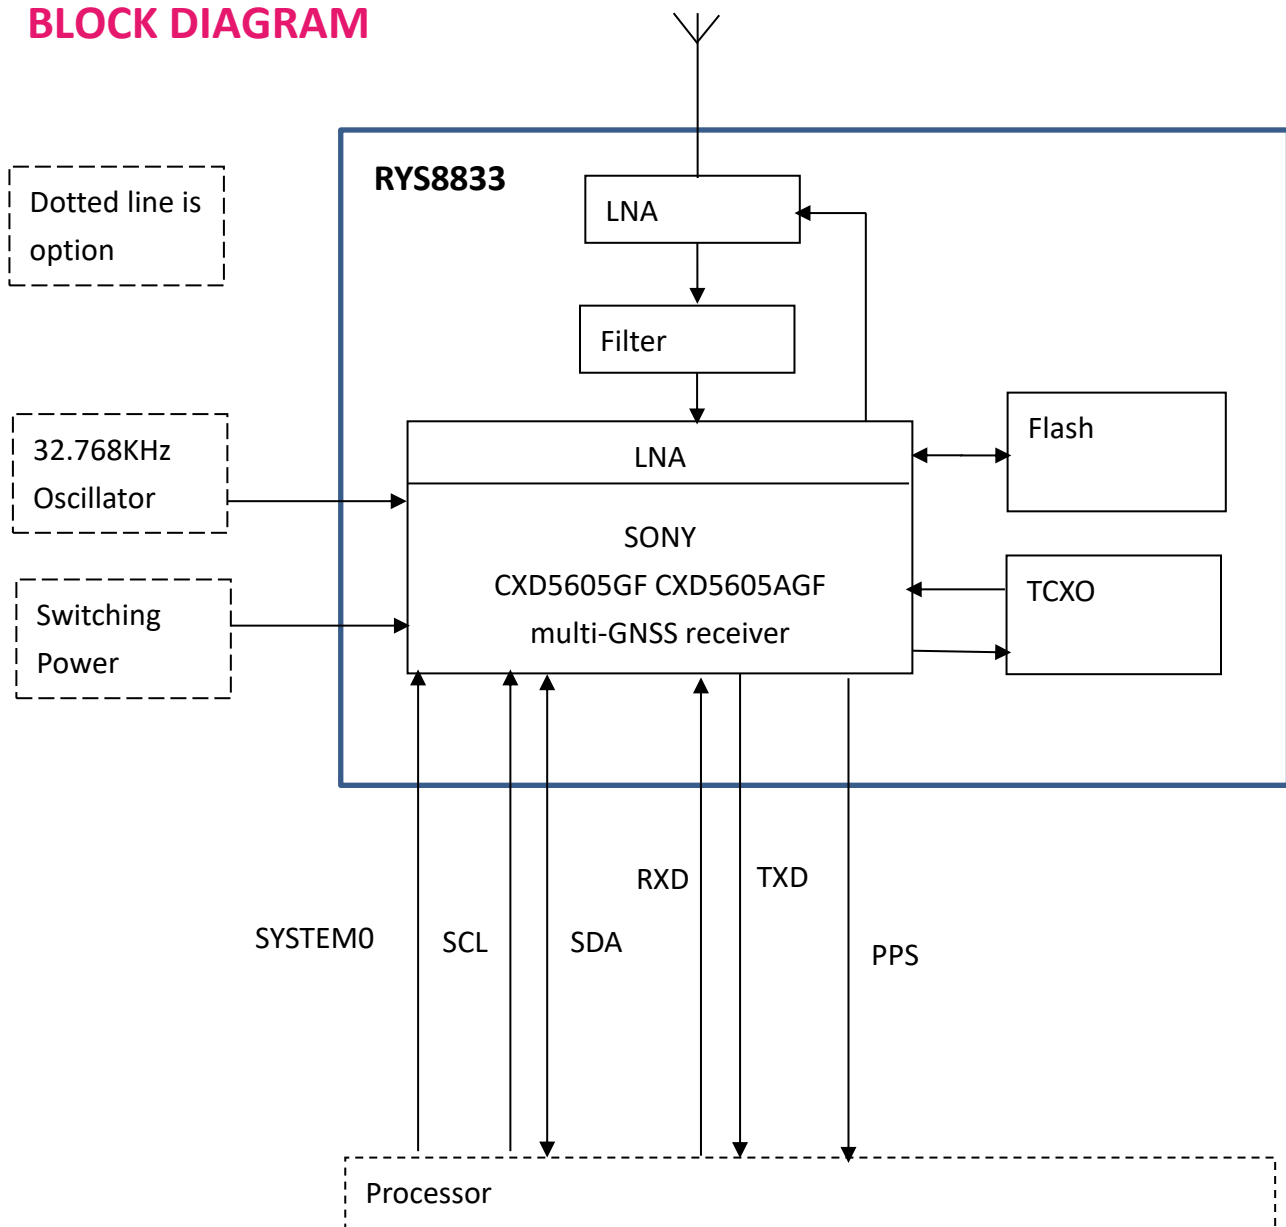 BLOCK DIAGRAM
Dotted line is
option
RYS8833
LNA
Filter
32.768KHz
Oscillator
LNA
Flash
SONY
CXD5605GF CXD5605AGF
multi-GNSS receiver
TCXO
Switching
Power
RXD
TXD
SYSTEM0
SCL
SDA
PPS
Processor